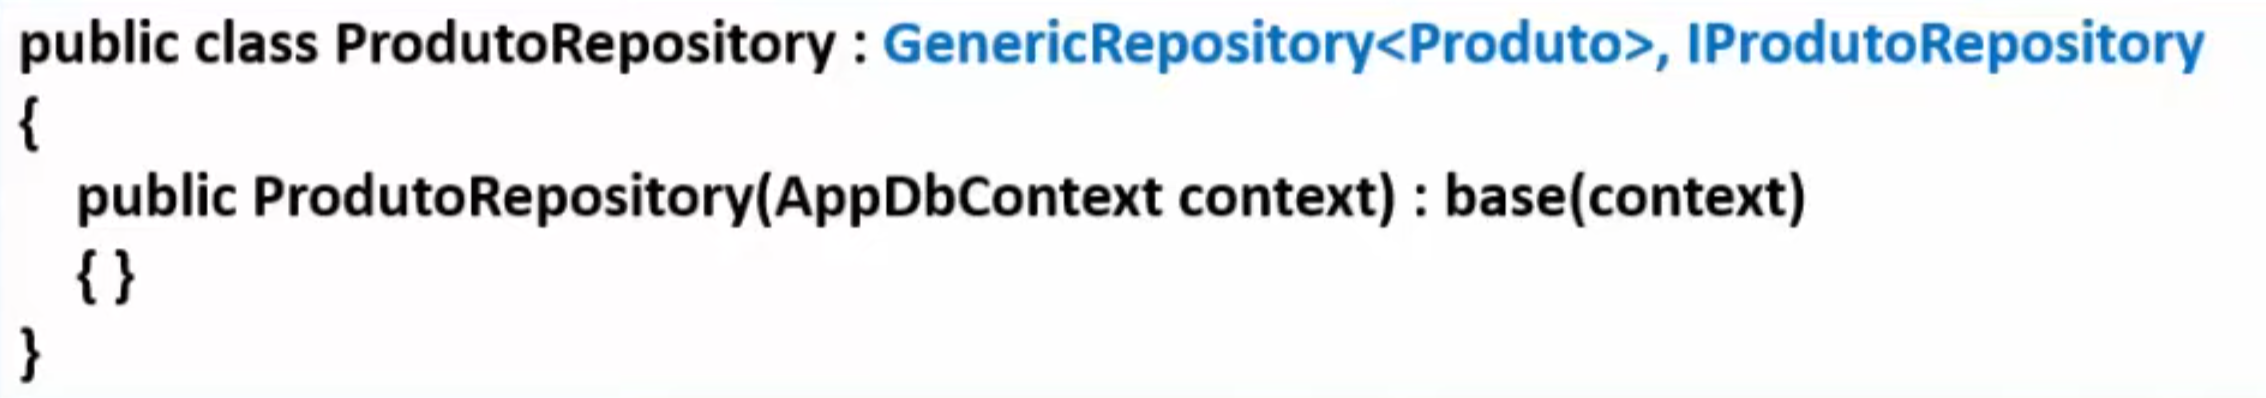 public class ProdutoRepository : GenericRepository<Produto>, IProdutoRepository
{
public ProdutoRepository(AppDbContext context) : base(context)
{ }
}